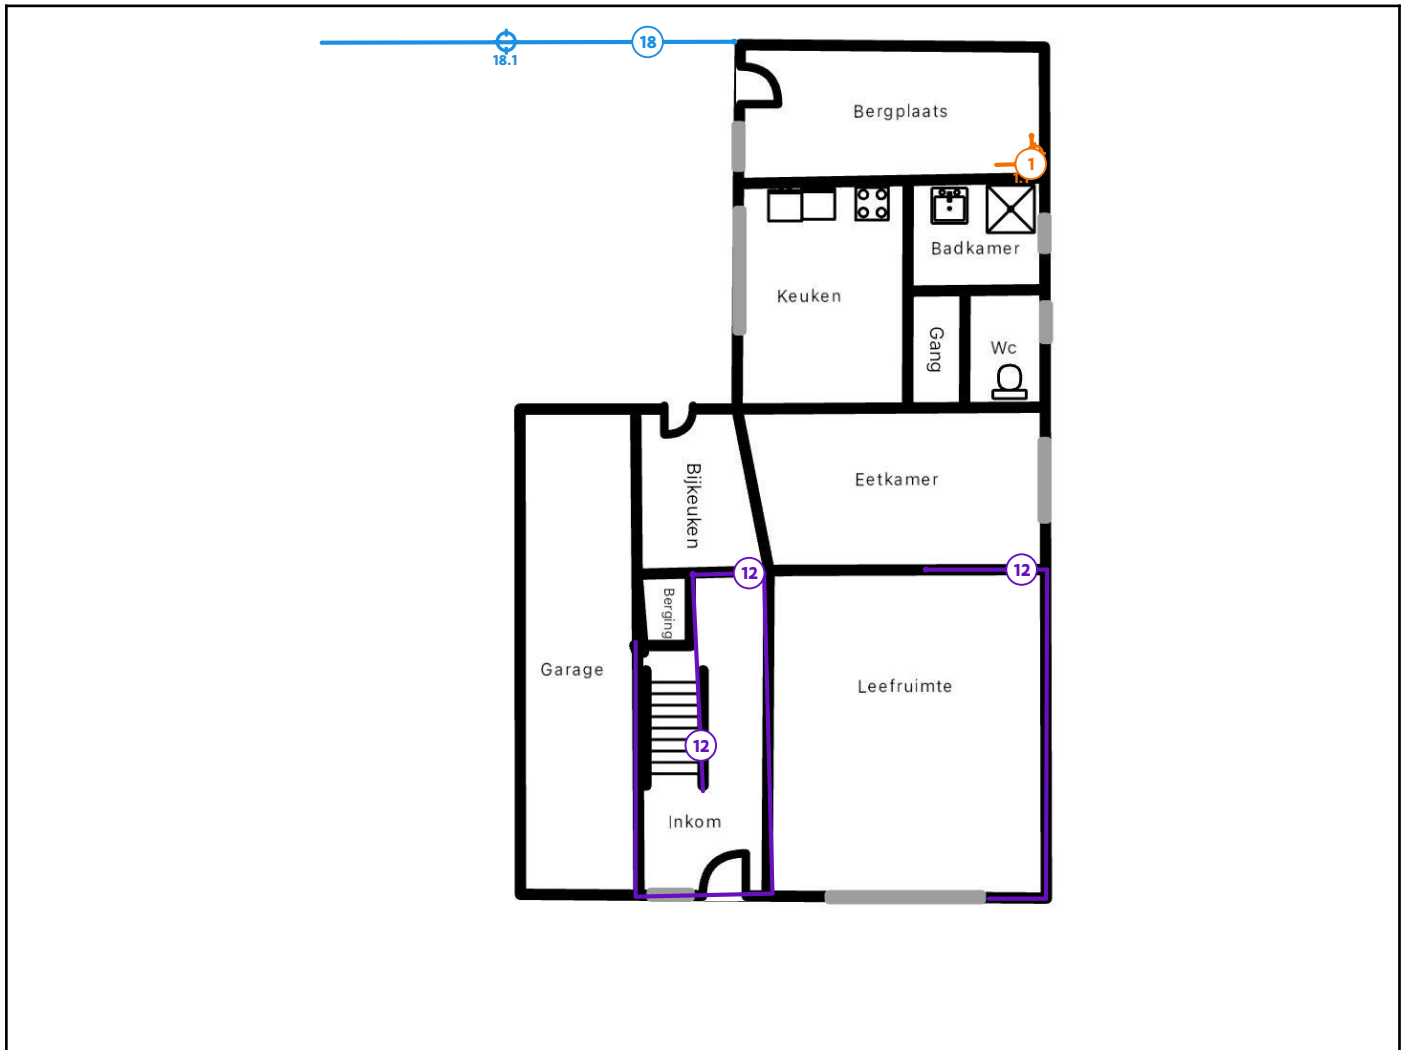 18
18.1
Bergplaats
1
Badkamer
Keuken
Gang
Wc
Eetkamer
Bijkeuken
12
12
Berging
Garage
Leefruimte
12
Inkom